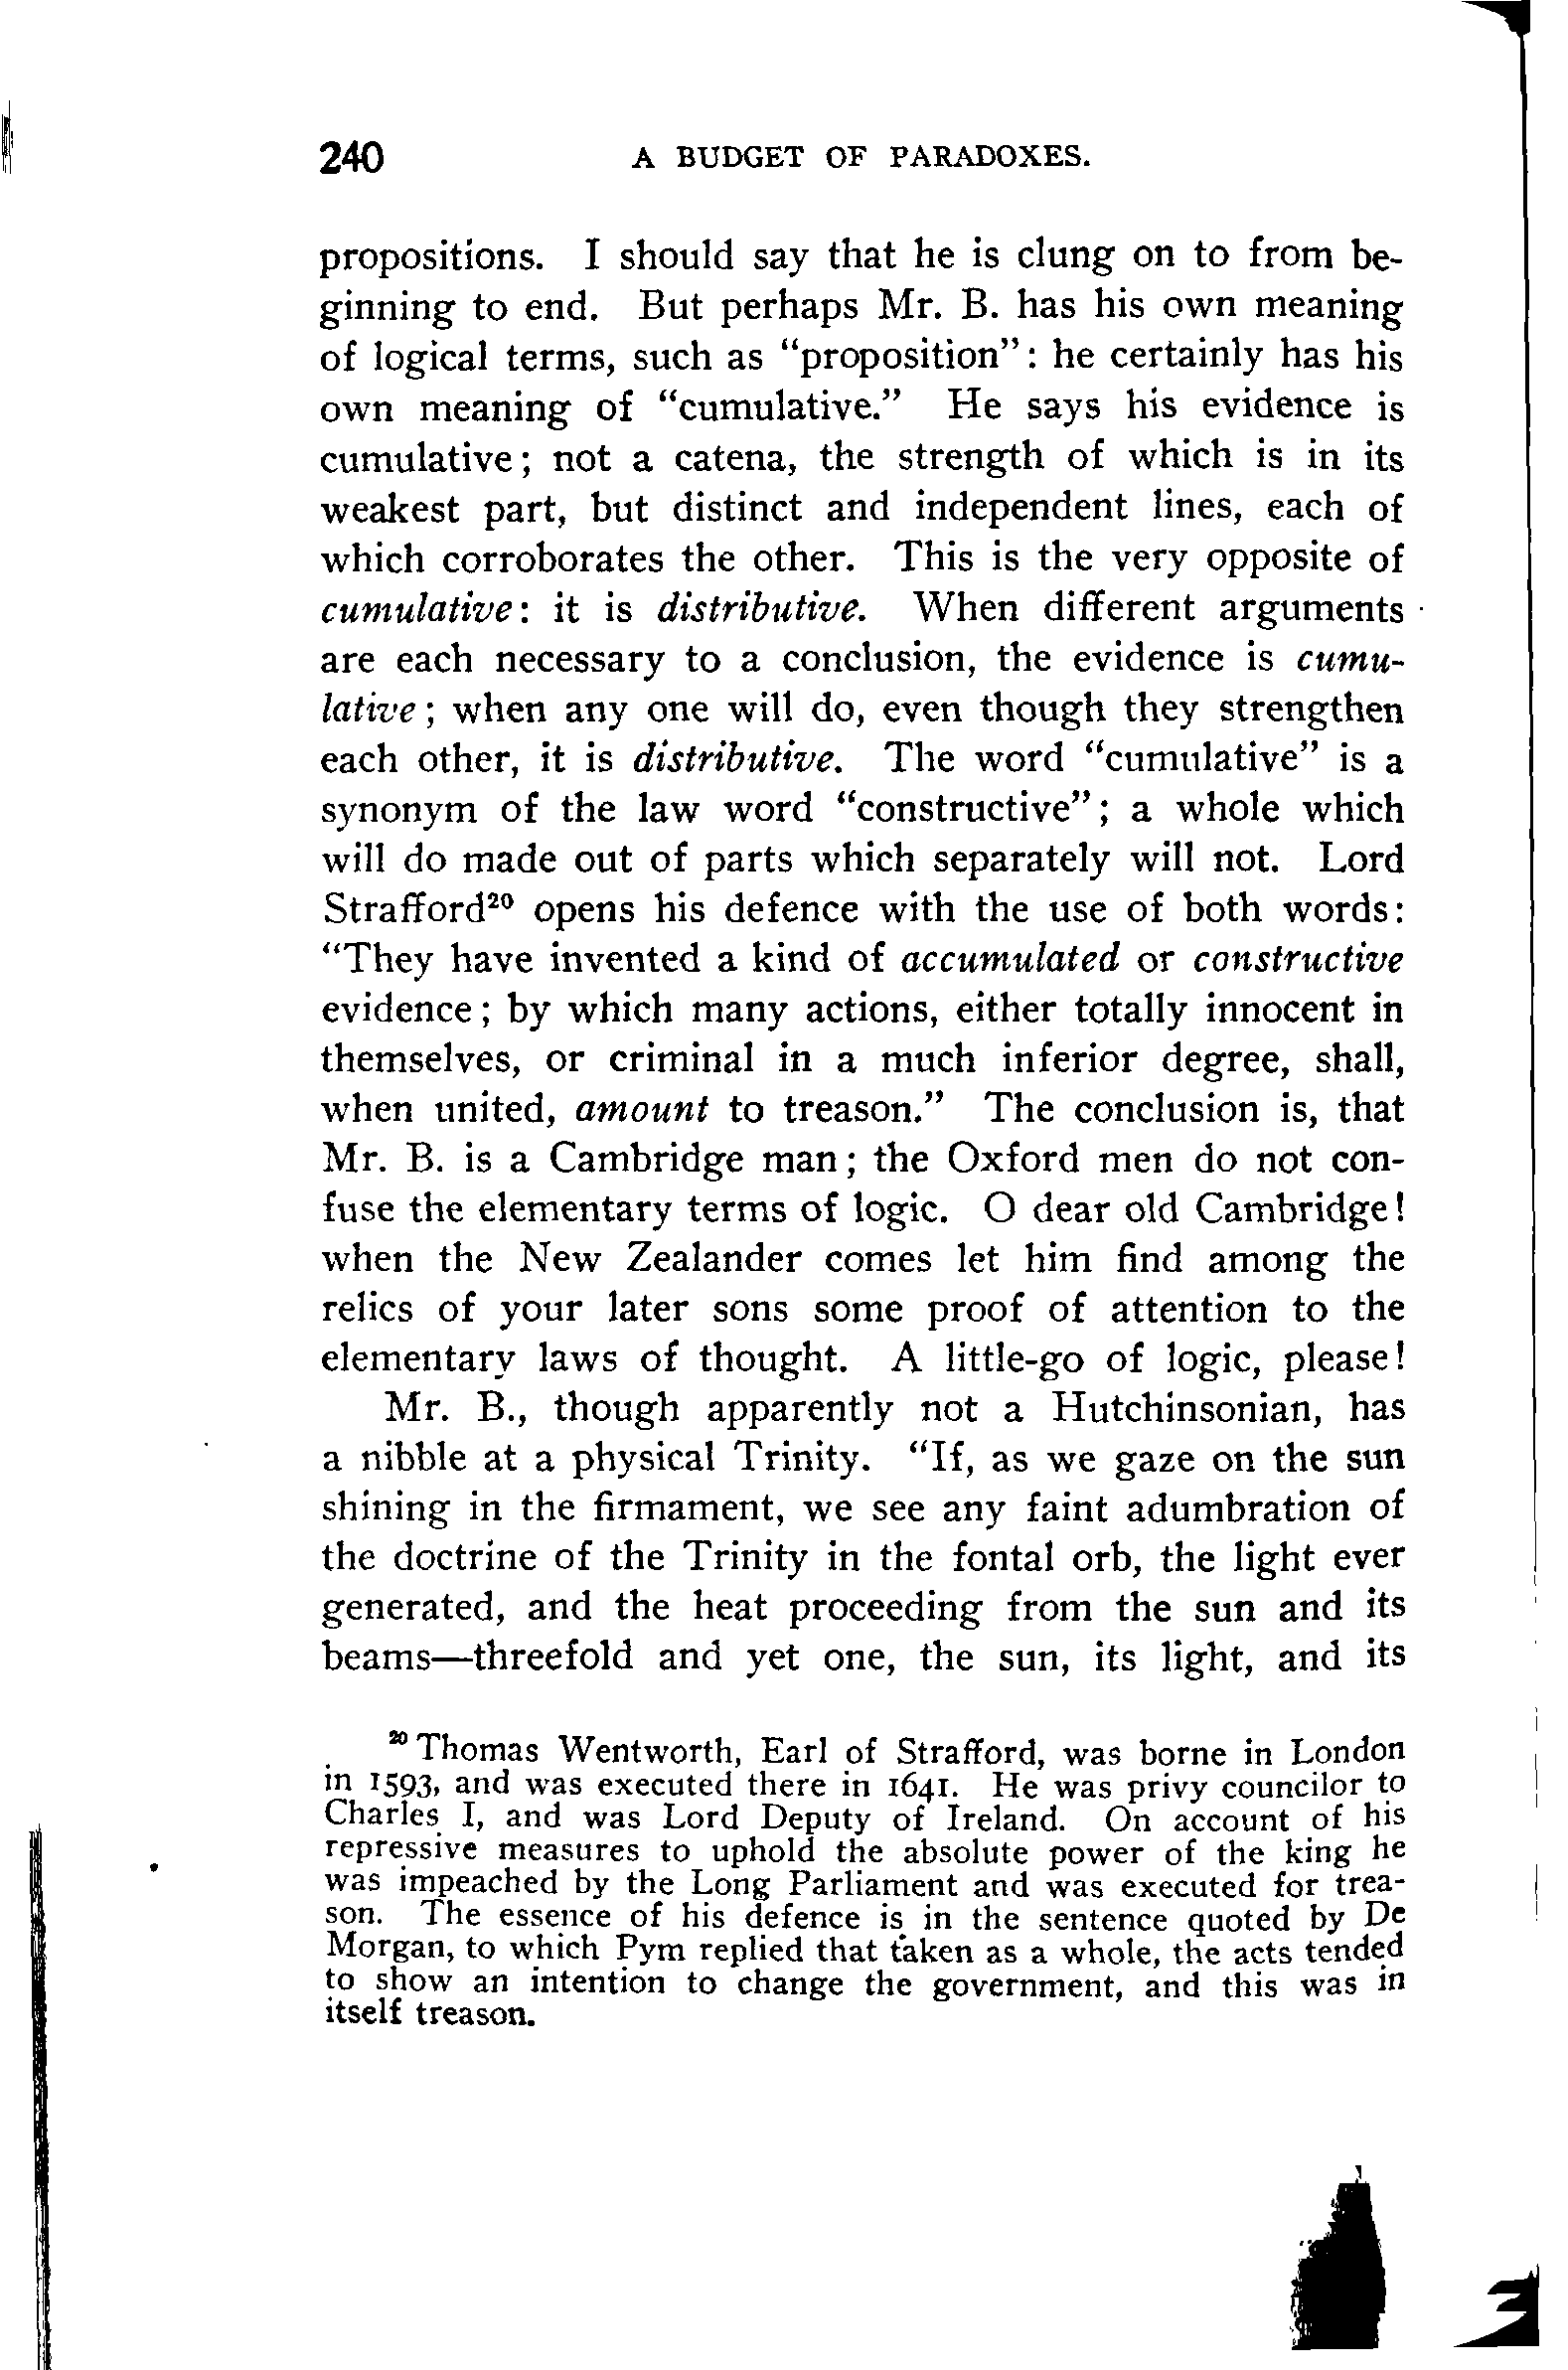 240 A BUDGET OF PARADOXES.
propositions. I should say that he is clung on to from be-
ginning to end. But perhaps Mr. B. has his own meaning
of logical terms, such as “proposition”: he certainly has his
own meaning of “cumulative.” He says his evidence is
cumulative; not a catena, the strength of which is in its
weakest part, but distinct and independent lines, each of
which corroborates the other. This is the very opposite of
cumulative: it is distributive. When different arguments
are each necessary to a conclusion, the evidence is cumu-
lative; when any one will do, even though they strengthen
each other, it is distributive. The word “cumulative” is a
synonym of the law word “constructive”; a whole which
will do made out of parts which separately will not. Lord
Strafford²⁰ opens his defence with the use of both words:
“They have invented a kind of accumulated or constructive
evidence; by which many actions, either totally innocent in
themselves, or criminal in a much inferior degree, shall,
when united, amount to treason.” The conclusion is, that
Mr. B. is a Cambridge man; the Oxford men do not con-
fuse the elementary terms of logic. O dear old Cambridge!
when the New Zealander comes let him find among the
relics of your later sons some proof of attention to the
elementary laws of thought. A little-go of logic, please!
Mr. B., though apparently not a Hutchinsonian, has
a nibble at a physical Trinity. “If, as we gaze on the sun
shining in the firmament, we see any faint adumbration of
the doctrine of the Trinity in the fontal orb, the light ever
generated, and the heat proceeding from the sun and its
beams—threefold and yet one, the sun, its light, and its
²⁰ Thomas Wentworth, Earl of Strafford, was borne in London
in 1593, and was executed there in 1641. He was privy councilor to
Charles I, and was Lord Deputy of Ireland. On account of his
repressive measures to uphold the absolute power of the king he
was impeached by the Long Parliament and was executed for trea-
son. The essence of his defence is in the sentence quoted by De
Morgan, to which Pym replied that taken as a whole, the acts tended
to show an intention to change the government, and this was in
itself treason.